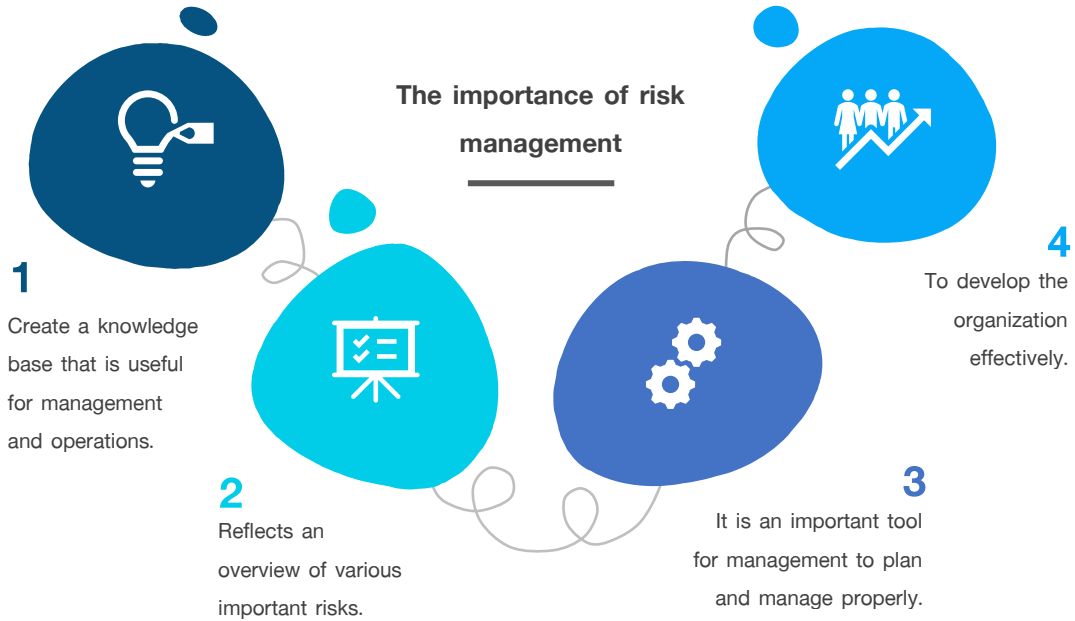 The importance of risk
management
1
Create a knowledge
base that is useful
for management
and operations.
2
Reflects an
overview of various
important risks.
3
It is an important tool
for management to plan
and manage properly.
4
To develop the
organization
effectively.